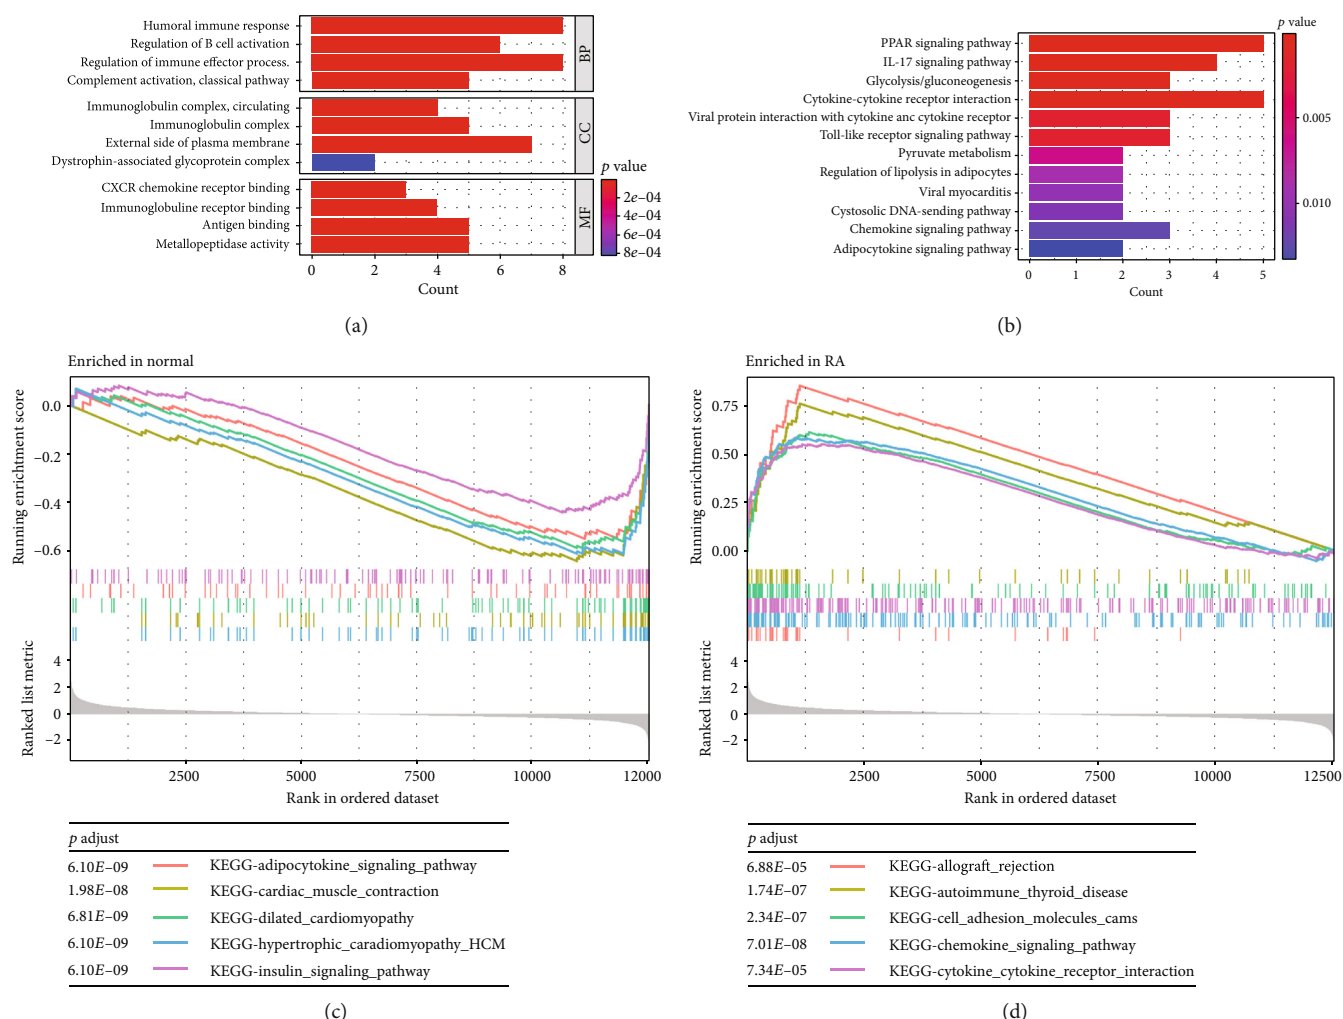 Humoral immune response
Regulation of B cell activation
Regulation of immune effector process.
Complement activation, classical pathway
BP
Immunoglobulin complex, circulating
Immunoglobulin complex
External side of plasma membrane
Dystrophin-associated glycoprotein complex
CC
CXCR chemokine receptor binding
Immunoglobuline receptor binding
Antigen binding
Metallopeptidase activity
MF
0 2 4 6 8
Count
p value
2e–04
4e–04
6e–04
8e–04
(a)
PPAR signaling pathway
IL-17 signaling pathway
Glycolysis/gluconeogenesis
Cytokine-cytokine receptor interaction
Viral protein interaction with cytokine anc cytokine receptor
Toll-like receptor signaling pathway
Pyruvate metabolism
Regulation of lipolysis in adipocytes
Viral myocarditis
Cystosolic DNA-sending pathway
Chemokine signaling pathway
Adipocytokine signaling pathway
0 1 2 3 4 5
Count
p value
0.005
0.010
(b)
Enriched in normal
Running enrichtment score
0.0
–0.2
–0.4
–0.6
Ranked list metric
4
2
0
–2
2500 5000 7500 10000 12000
Rank in ordered dataset
p adjust
6.10E–09 KEGG-adipocytokine_signaling_pathway
1.98E–08 KEGG-cardiac_muscle_contraction
6.81E–09 KEGG-dilated_cardiomyopathy
6.10E–09 KEGG-hypertrophic_caradiomyopathy_HCM
6.10E–09 KEGG-insulin_signaling_pathway
(c)
Enriched in RA
Running enrichtment score
0.75
0.50
0.25
0.00
Ranked list metric
4
2
0
–2
2500 5000 7500 10000 12500
Rank in ordered dataset
p adjust
6.88E–05 KEGG-allograft_rejection
1.74E–07 KEGG-autoimmune_thyroid_disease
2.34E–07 KEGG-cell_adhesion_molecules_cams
7.01E–08 KEGG-chemokine_signaling_pathway
7.34E–05 KEGG-cytokine_cytokine_receptor_interaction
(d)